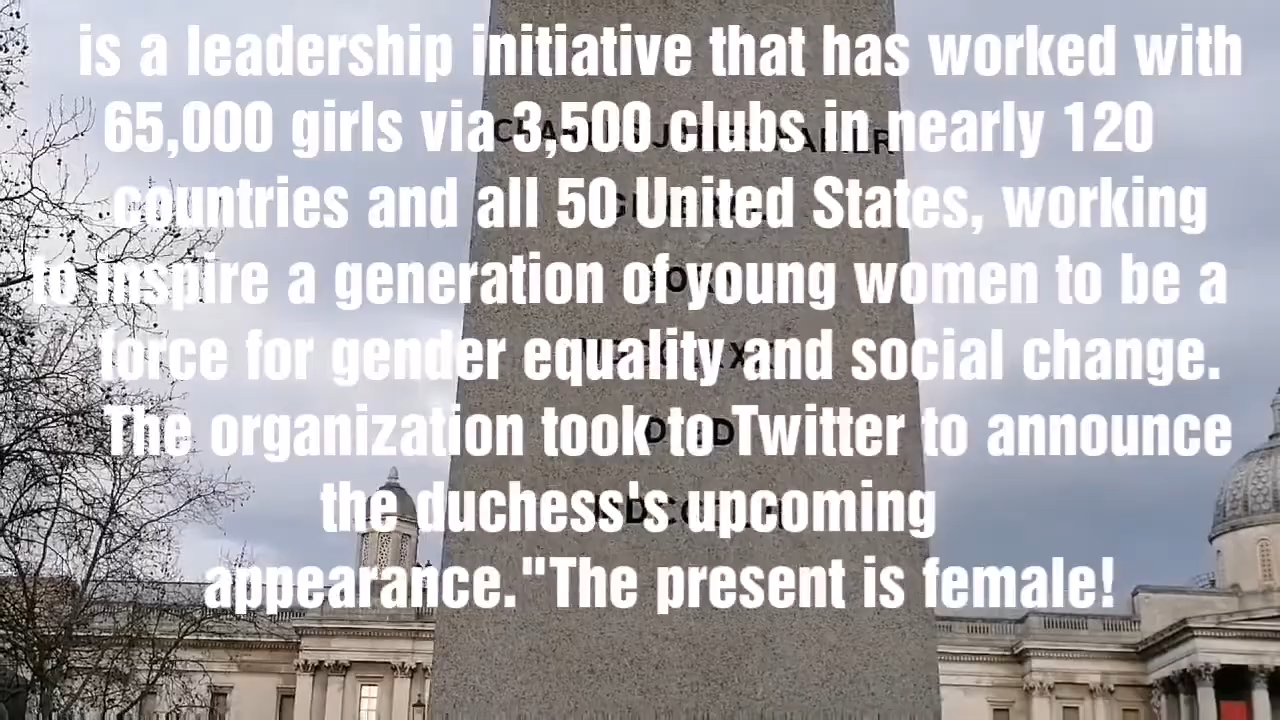 is a leadership initiative that has worked with
65,000 girls via 3,500 clubs in nearly 120
countries and all 50 United States, working
to inspire a generation of young women to be a
force for gender equality and social change.
The organization took to Twitter to announce
the duchess's upcoming
appearance. "The present is female!